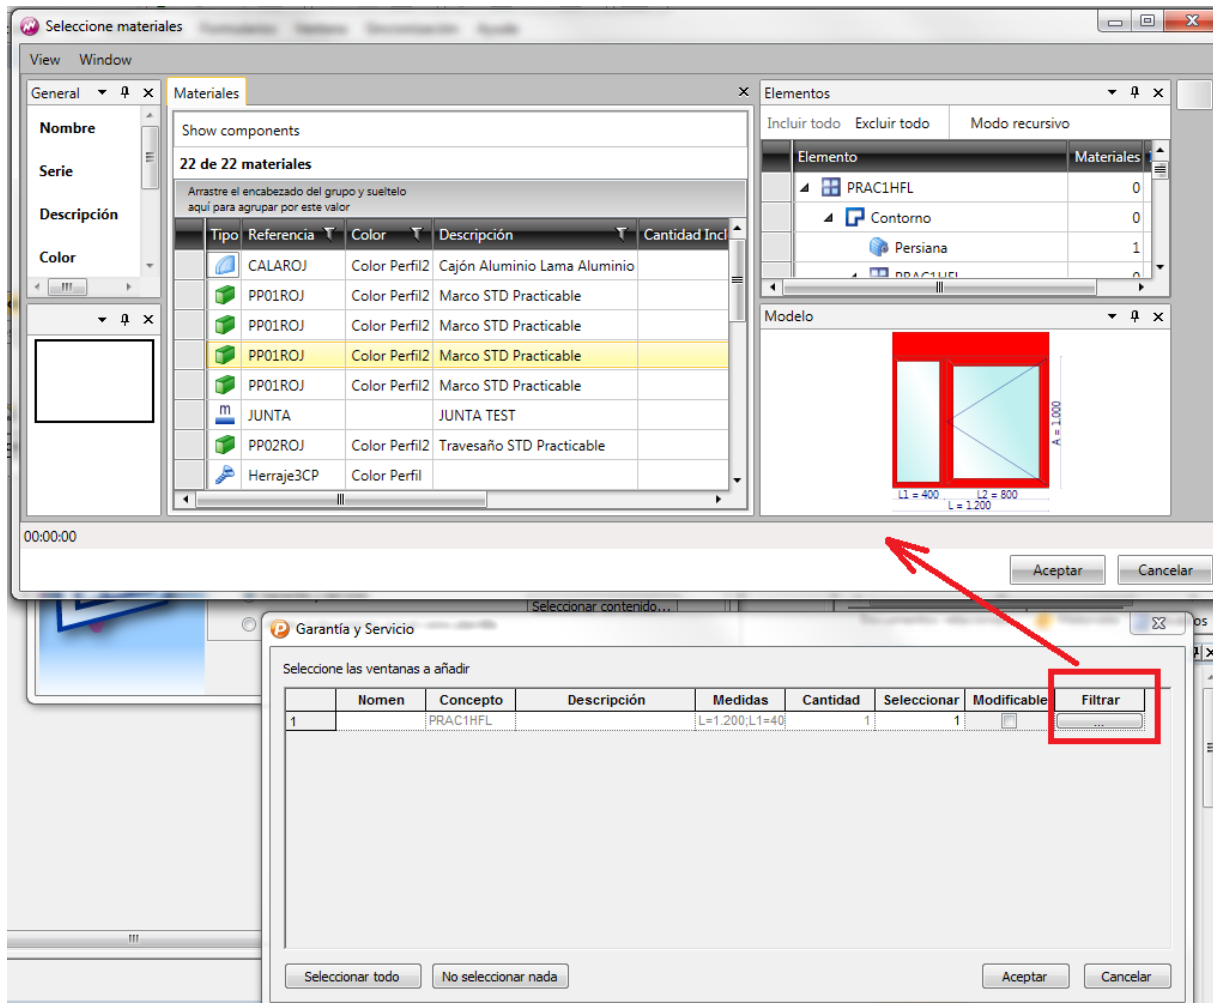 Seleccione materiales
View Window
General
Nombre
Serie
Descripción
Color
Materiales
Show components
22 de 22 materiales
Arrastre el encabezado del grupo y sueltelo
aquí para agrupar por este valor
Tipo Referencia Color Descripción Cantidad Incl
CALAROJ Color Perfil2 Cajón Aluminio Lama Aluminio
PP01ROJ Color Perfil2 Marco STD Practicable
PP01ROJ Color Perfil2 Marco STD Practicable
PP01ROJ Color Perfil2 Marco STD Practicable
PP01ROJ Color Perfil2 Marco STD Practicable
m JUNTA JUNTA TEST
PP02ROJ Color Perfil2 Travesaño STD Practicable
Herraje3CP Color Perfil
Elementos
Incluir todo Excluir todo Modo recursivo
Elemento Materiales
PRAC1HFL 0
Contorno 0
Persiana 1
PRAC1HFL 0
Modelo
A = 1.000
L1 = 400 L2 = 800
L = 1.200
00:00:00
Aceptar Cancelar
Seleccionar contenido...
Garantía y Servicio
Seleccione las ventanas a añadir
Nomen Concepto Descripción Medidas Cantidad Seleccionar Modificable Filtrar
1 PRAC1HFL L=1.200;L1=40 1 1 ...
Seleccionar todo No seleccionar nada Aceptar Cancelar